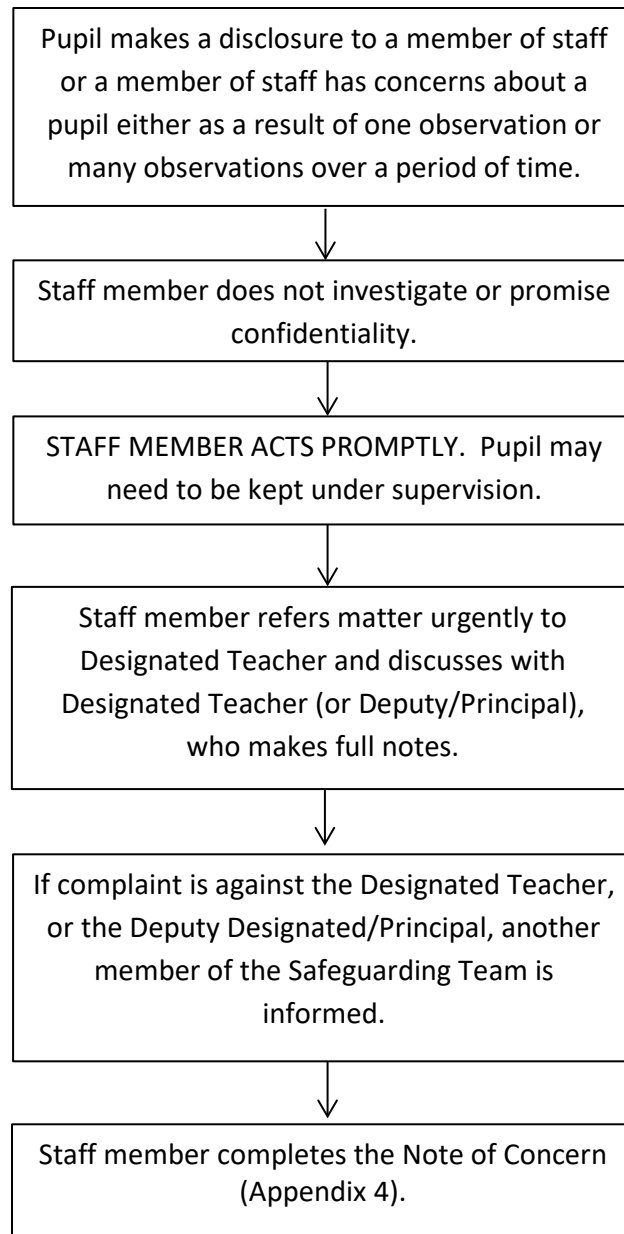 Pupil makes a disclosure to a member of staff
or a member of staff has concerns about a
pupil either as a result of one observation or
many observations over a period of time.
Staff member does not investigate or promise
confidentiality.
STAFF MEMBER ACTS PROMPTLY.  Pupil may
need to be kept under supervision.
Staff member refers matter urgently to
Designated Teacher and discusses with
Designated Teacher (or Deputy/Principal),
who makes full notes.
If complaint is against the Designated Teacher,
or the Deputy Designated/Principal, another
member of the Safeguarding Team is
informed.
Staff member completes the Note of Concern
(Appendix 4).